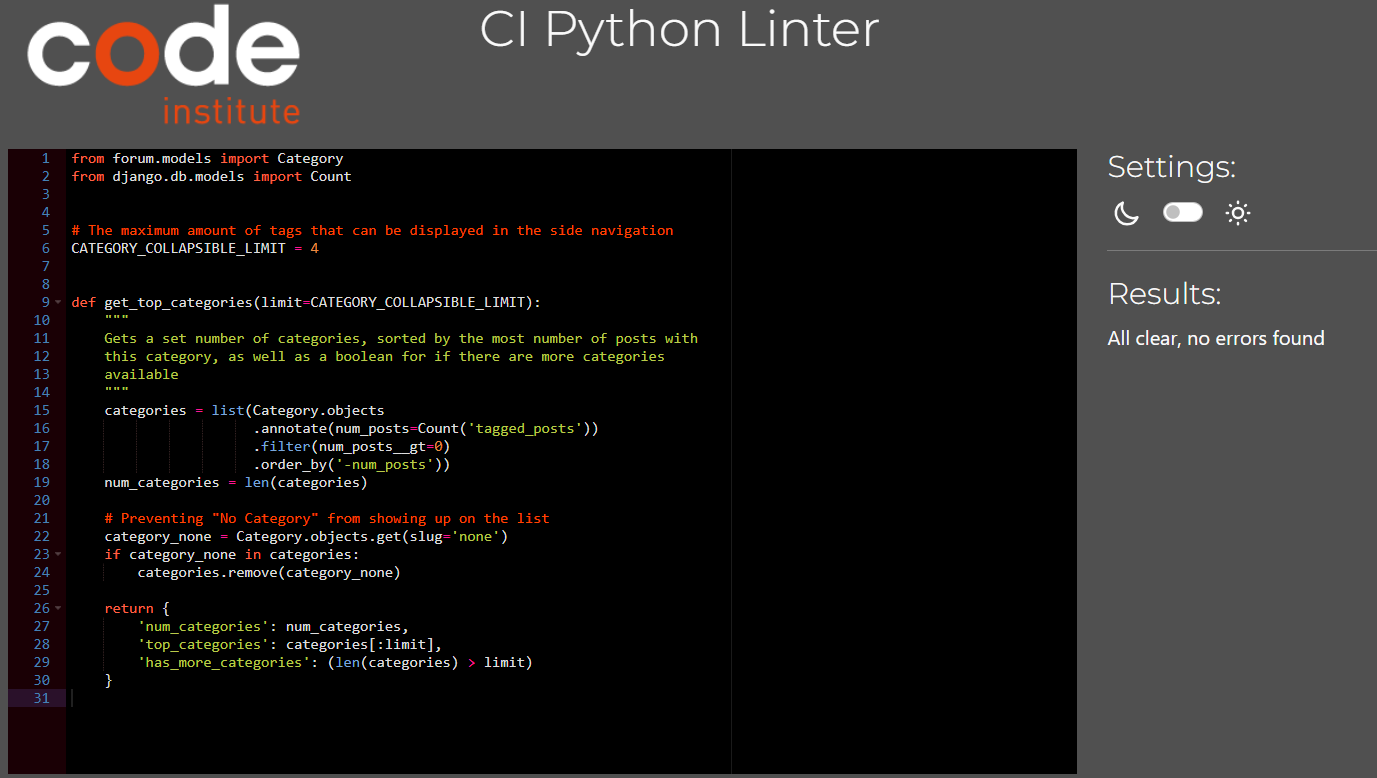 code
institute
CI Python Linter
1 from forum.models import Category
2 from django.db.models import Count
3
4
5 # The maximum amount of tags that can be displayed in the side navigation
6 CATEGORY_COLLAPSIBLE_LIMIT = 4
7
8
9 def get_top_categories(limit=CATEGORY_COLLAPSIBLE_LIMIT):
10     """
11     Gets a set number of categories, sorted by the most number of posts with
12     this category, as well as a boolean for if there are more categories
13     available
14     """
15     categories = list(Category.objects
16                       .annotate(num_posts=Count('tagged_posts'))
17                       .filter(num_posts__gt=0)
18                       .order_by('-num_posts'))
19     num_categories = len(categories)
20
21     # Preventing "No Category" from showing up on the list
22     category_none = Category.objects.get(slug='none')
23     if category_none in categories:
24         categories.remove(category_none)
25
26     return {
27         'num_categories': num_categories,
28         'top_categories': categories[:limit],
29         'has_more_categories': (len(categories) > limit)
30     }
31
Settings:
Results:
All clear, no errors found